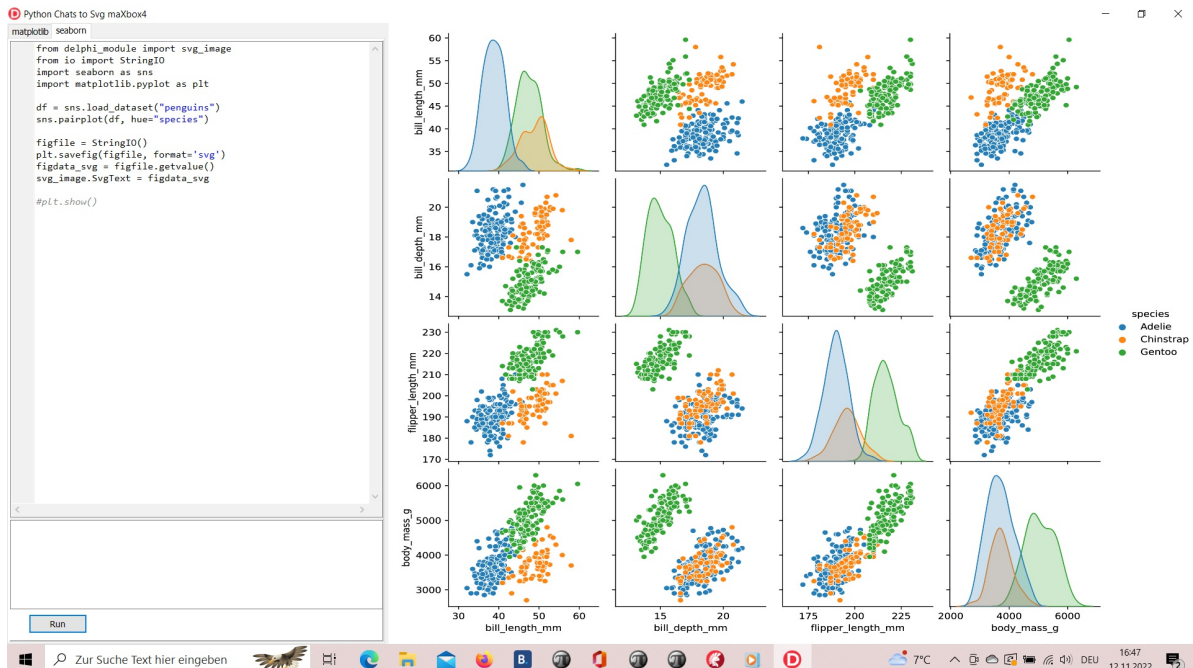 Python Chats to Svg maXbox4
matplotlib seaborn
from delphi_module import svg_image
from io import StringIO
import seaborn as sns
import matplotlib.pyplot as plt
df = sns.load_dataset("penguins")
sns.pairplot(df, hue="species")
figfile = StringIO()
plt.savefig(figfile, format='svg')
figdata_svg = figfile.getvalue()
svg_image.SvgText = figdata_svg
#plt.show()
Run
60
55
50
45
40
35
bill_length_mm
20
18
16
14
bill_depth_mm
230
220
210
200
190
180
170
flipper_length_mm
6000
5000
4000
3000
body_mass_g
30 40 50 60
bill_length_mm
15 20
bill_depth_mm
175 200 225
flipper_length_mm
2000 4000 6000
body_mass_g
species
Adelie
Chinstrap
Gentoo
Zur Suche Text hier eingeben
B.
7°C
DEU
16:47
12.11.2022
2